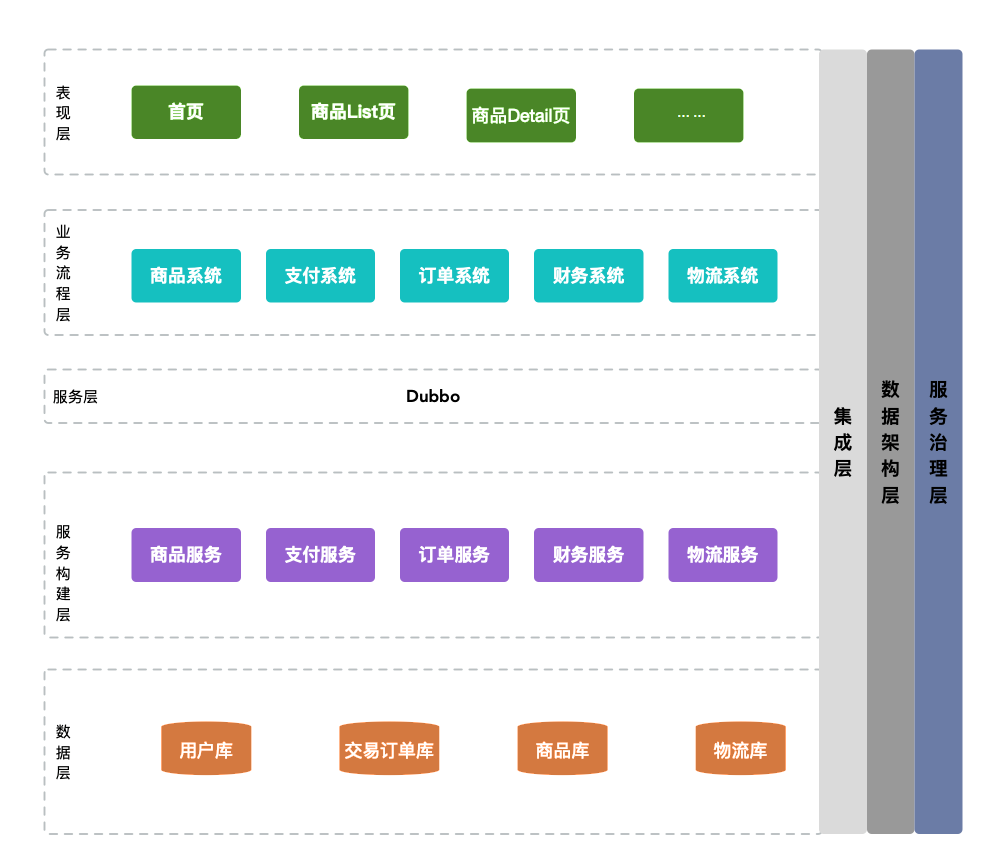 表现层
首页
商品List页
商品Detail页
... ...
业务流程层
商品系统
支付系统
订单系统
财务系统
物流系统
服务层
Dubbo
服务构建层
商品服务
支付服务
订单服务
财务服务
物流服务
数据层
用户库
交易订单库
商品库
物流库
集成层
数据架构层
服务治理层